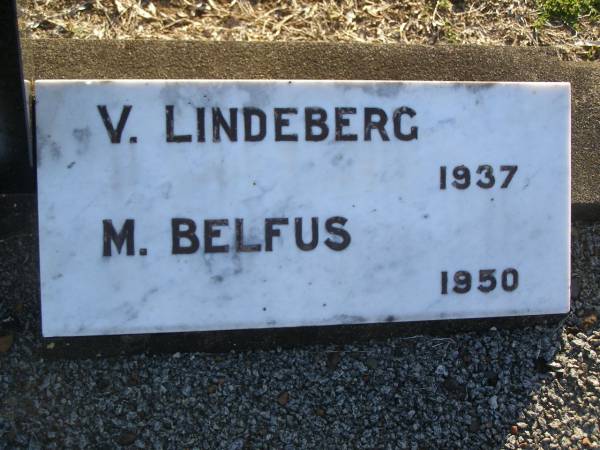 V. LINDEBERG
1937
M. BELFUS
1950